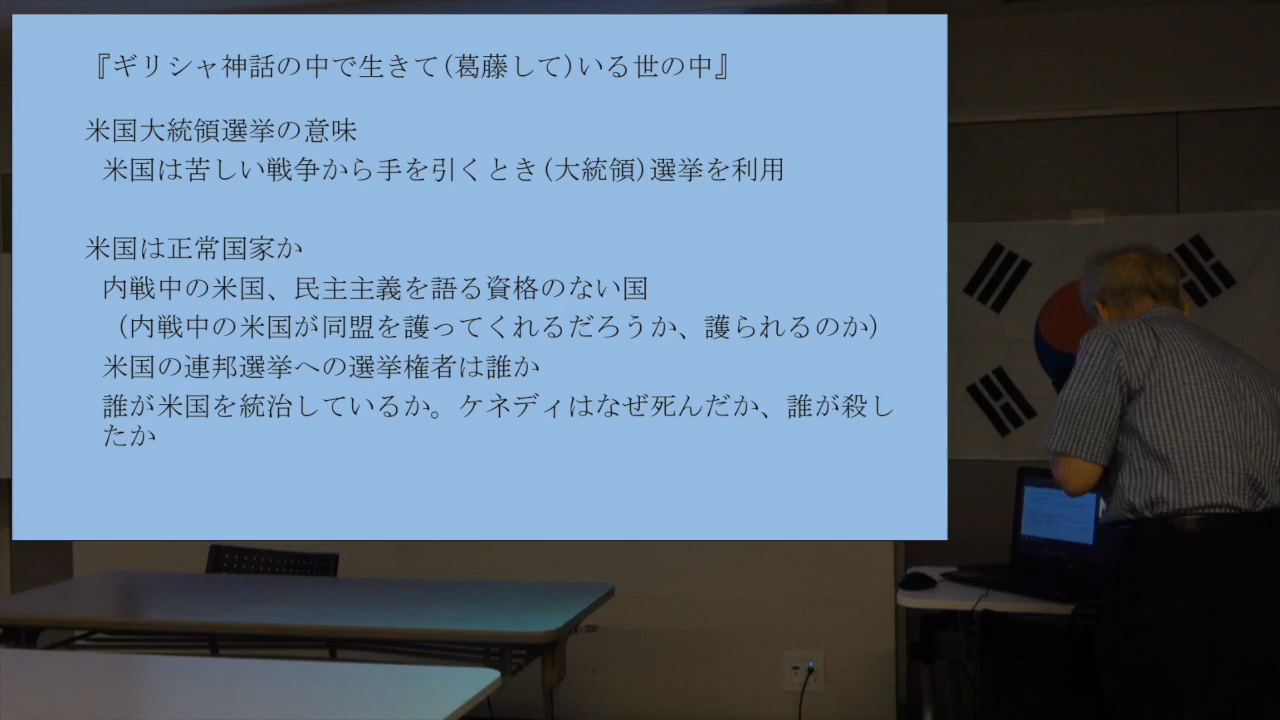 『ギリシャ神話の中で生きて(葛藤して)いる世の中』
米国大統領選挙の意味
米国は苦しい戦争から手を引くとき(大統領)選挙を利用
米国は正常国家か
内戦中の米国、民主主義を語る資格のない国
（内戦中の米国が同盟を護ってくれるだろうか、護られるのか）
米国の連邦選挙への選挙権者は誰か
誰が米国を統治しているか。ケネディはなぜ死んだか、誰が殺し
たか